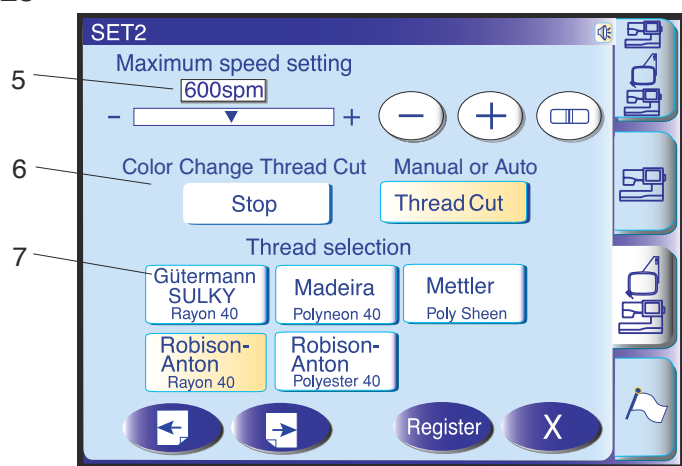 SET2
Maximum speed setting
5
600spm
- +
- +
6
Color Change Thread Cut Manual or Auto
Stop Thread Cut
7
Thread selection
Gütermann
SULKY
Rayon 40
Madeira
Polyneon 40
Mettler
Poly Sheen
Robison-
Anton
Rayon 40
Robison-
Anton
Polyester 40
Register X